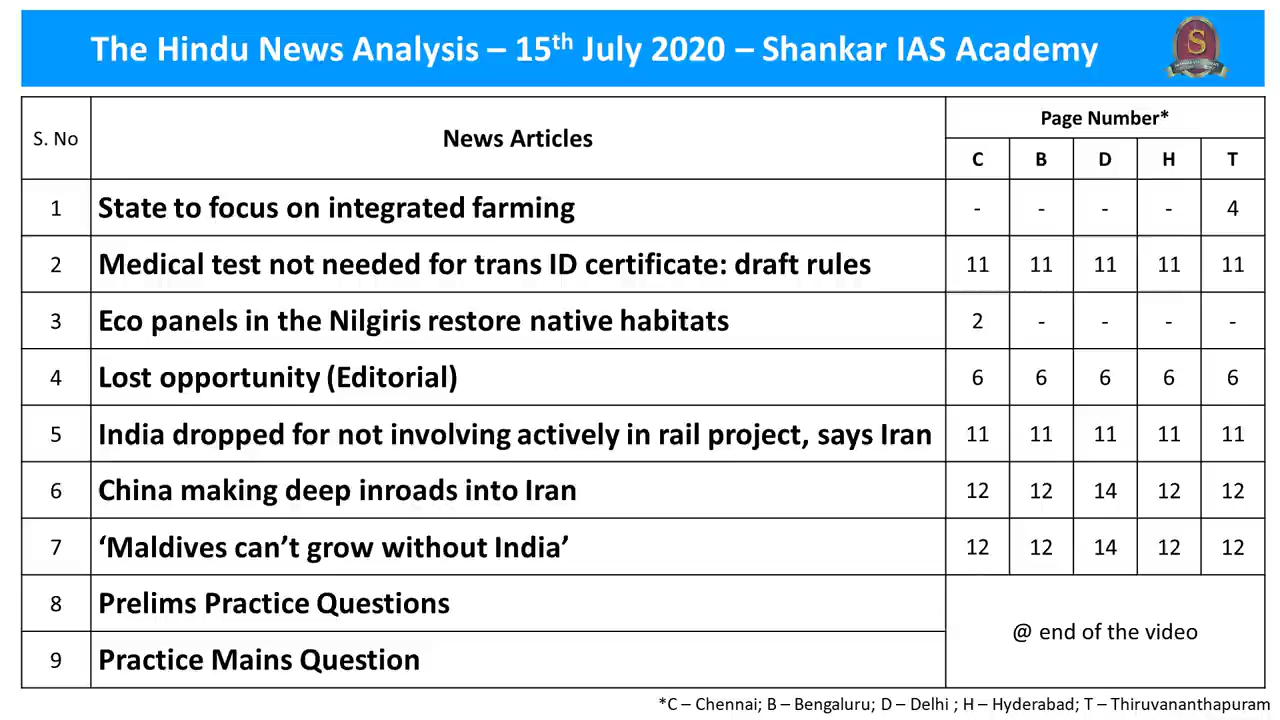 The Hindu News Analysis – 15th July 2020 – Shankar IAS Academy
S. No News Articles Page Number*
C B D H T
1 State to focus on integrated farming - - - - 4
2 Medical test not needed for trans ID certificate: draft rules 11 11 11 11 11
3 Eco panels in the Nilgiris restore native habitats 2 - - - -
4 Lost opportunity (Editorial) 6 6 6 6 6
5 India dropped for not involving actively in rail project, says Iran 11 11 11 11 11
6 China making deep inroads into Iran 12 12 14 12 12
7 ‘Maldives can’t grow without India’ 12 12 14 12 12
8 Prelims Practice Questions
@ end of the video
9 Practice Mains Question
*C – Chennai; B – Bengaluru; D – Delhi ; H – Hyderabad; T – Thiruvananthapuram